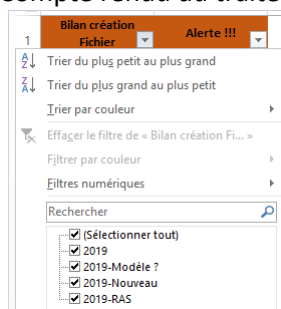 Compte rendu du traite
Bilan création
Fichier
Alerte !!!
1
Trier du plus petit au plus grand
Trier du plus grand au plus petit
Trier par couleur
Effacer le filtre de « Bilan création Fi... »
Filtrer par couleur
Filtres numériques
Rechercher
(Sélectionner tout)
2019
2019-Modèle ?
2019-Nouveau
2019-RAS